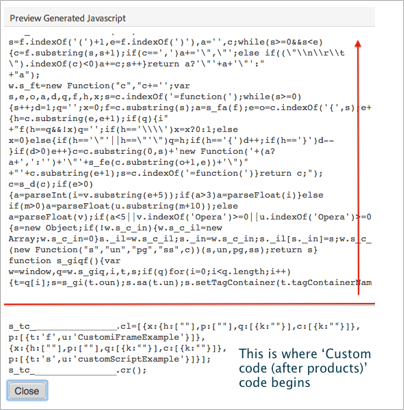 Preview Generated Javascript
s=f.indexOf('(')+1,e=f.indexOf(')'),a='',c;while(s>=0&&s<e)
{c=f.substring(s,s+1);if(c==',')a+='\",\"';else if((\"\\n\\r\\t
\").indexOf(c)<0)a+=c;s++}return a?'\"'+a+'\"':"
+"a");
w.s_ft=new Function("c","c+='';var
s,e,o,a,d,q,f,h,x;s=c.indexOf('=function(');while(s>=0)
{s++;d=1;q='';x=0;f=c.substring(s);a=s_fa(f);e=o=c.indexOf('{',s);e+
{h=c.substring(e,e+1);if(q){i"
+"f(h==q&&!x)q='';if(h=='\\\\')x=x?0:1;else
x=0}else{if(h=='\"'||h==\"'\")q=h;if(h=='{')d++;if(h=='}')d--
}if(d>0)e++}c=c.substring(0,s)+'new Function('+(a?
a+',':'')+'\"'+s_fe(c.substring(o+1,e))+'\")"
+"'+c.substring(e+1);s=c.indexOf('=function(')}return c;");
c=s_d(c);if(e>0)
{a=parseInt(i=v.substring(e+5));if(a>3)a=parseFloat(i)}else
if(m>0)a=parseFloat(u.substring(m+10));else
a=parseFloat(v);if(a<5||v.indexOf('Opera')>=0||u.indexOf('Opera')>=0
{s=new Object;if(!w.s_c_in){w.s_c_il=new
Array;w.s_c_in=0}s._il=w.s_c_il;s._in=w.s_c_in;s._il[s._in]=s;w.s_c_
(new Function("s","un","pg","ss",c))(s,un,pg,ss);return s}
function s_giqf(){var
w=window,q=w.s_giq,i,t,s;if(q)for(i=0;i<q.length;i++)
{t=q[i];s=s_gi(t.oun);s.sa(t.un);s.setTagContainer(t.tagContainerNam
s_tc_______________.cl=[{x:{h:[""],p:[""],q:[{k:""}],c:[{k:""}]},
p:[{t:'f',u:'CustomiFrameExample'}]},
{x:{h:[""],p:[""],q:[{k:""}],c:[{k:""}]},
p:[{t:'s',u:'customScriptExample'}]}];
s_tc_______________.cr();
This is where 'Custom
code (after products)'
code begins
Close